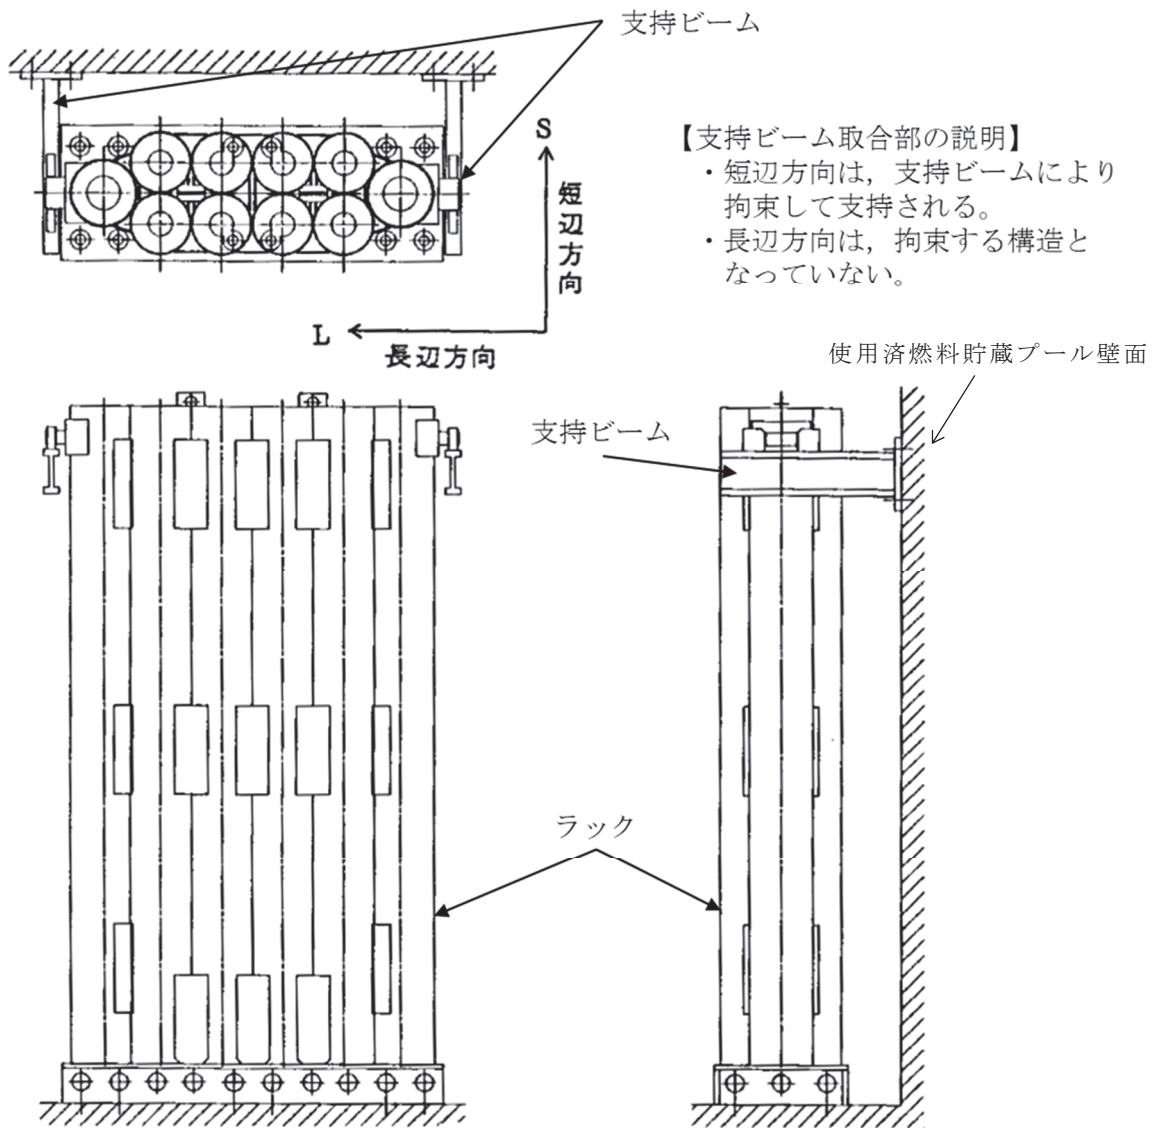 支持ビーム
S
短辺方向
L
長辺方向
【支持ビーム取合部の説明】
・短辺方向は，支持ビームにより
拘束して支持される。
・長辺方向は，拘束する構造と
なっていない。
使用済燃料貯蔵プール壁面
支持ビーム
ラック